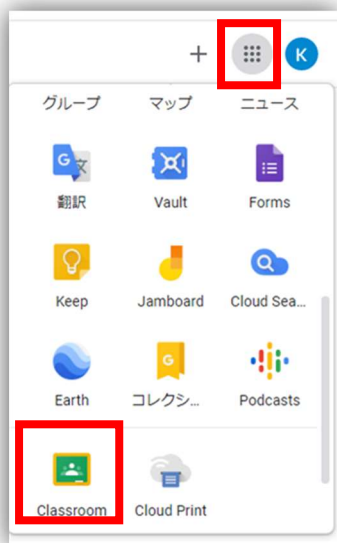 + K
グループ マップ ニュース
G 文
翻訳 Vault Forms
Keep Jamboard Cloud Sea...
G
Earth コレクシ... Podcasts
Classroom Cloud Print